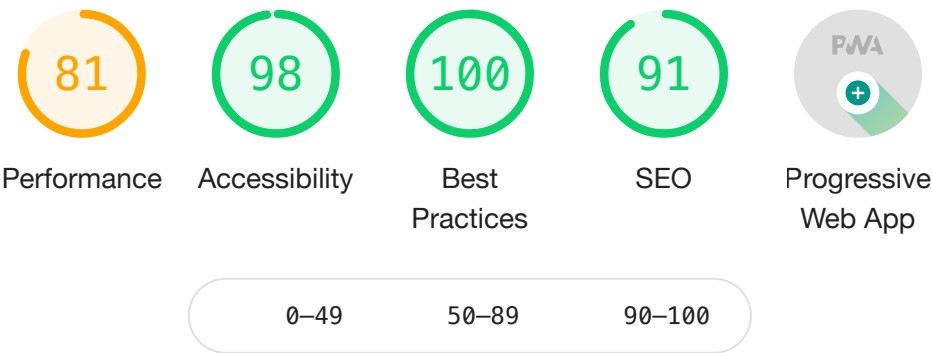 81 98 100 91 PWA
Performance Accessibility Best Practices SEO Progressive Web App
0–49 50–89 90–100